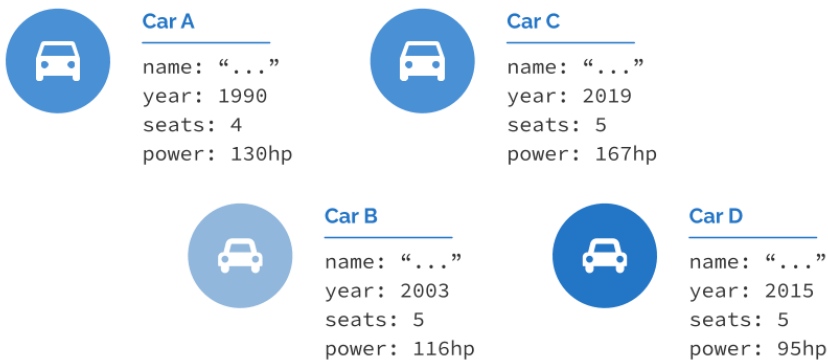 Car A
name: “...”
year: 1990
seats: 4
power: 130hp
Car C
name: “...”
year: 2019
seats: 5
power: 167hp
Car B
name: “...”
year: 2003
seats: 5
power: 116hp
Car D
name: “...”
year: 2015
seats: 5
power: 95hp